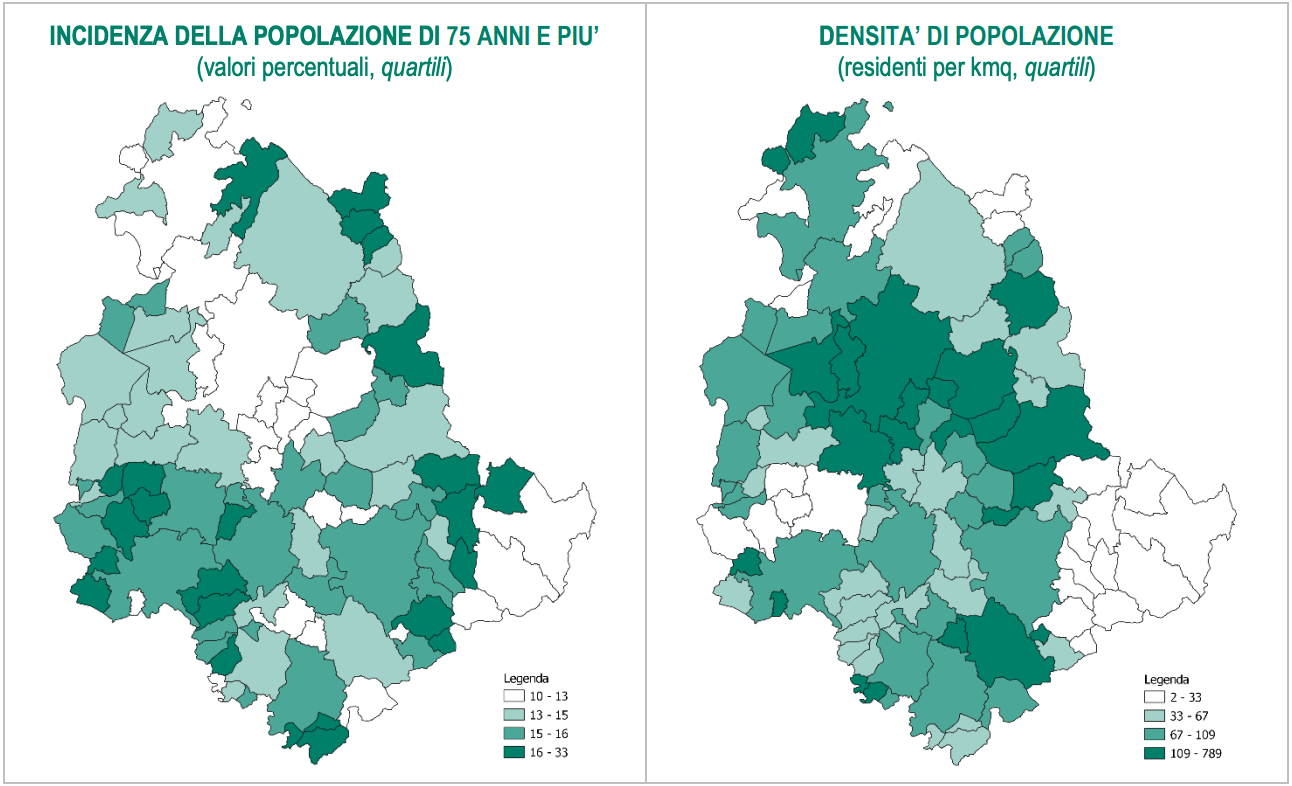 INCIDENZA DELLA POPOLAZIONE DI 75 ANNI E PIU'
(valori percentuali, quartili)
Legenda
10 - 13
13 - 15
15 - 16
16 - 33
DENSITA' DI POPOLAZIONE
(residenti per kmq, quartili)
Legenda
2 - 33
33 - 67
67 - 109
109 - 789